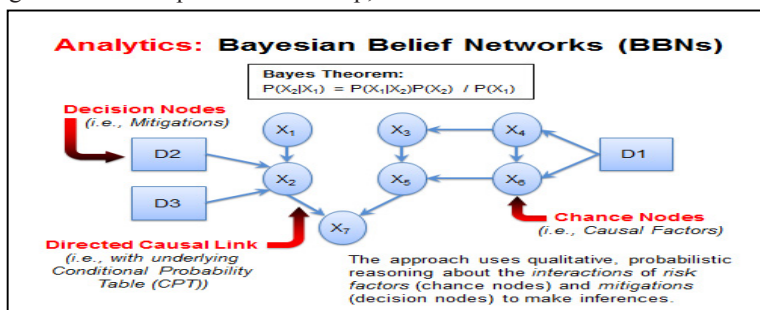 Analytics: Bayesian Belief Networks (BBNs)
Bayes Theorem:
P(X₂|X₁) = P(X₁|X₂)P(X₂) / P(X₁)
Decision Nodes
(i.e., Mitigations)
X₁
X₃
X₄
D2
D1
X₂
X₅
X₆
D3
X₇
Chance Nodes
(i.e., Causal Factors)
Directed Causal Link
(i.e., with underlying
Conditional Probability
Table (CPT))
The approach uses qualitative, probabilistic
reasoning about the interactions of risk
factors (chance nodes) and mitigations
(decision nodes) to make inferences.